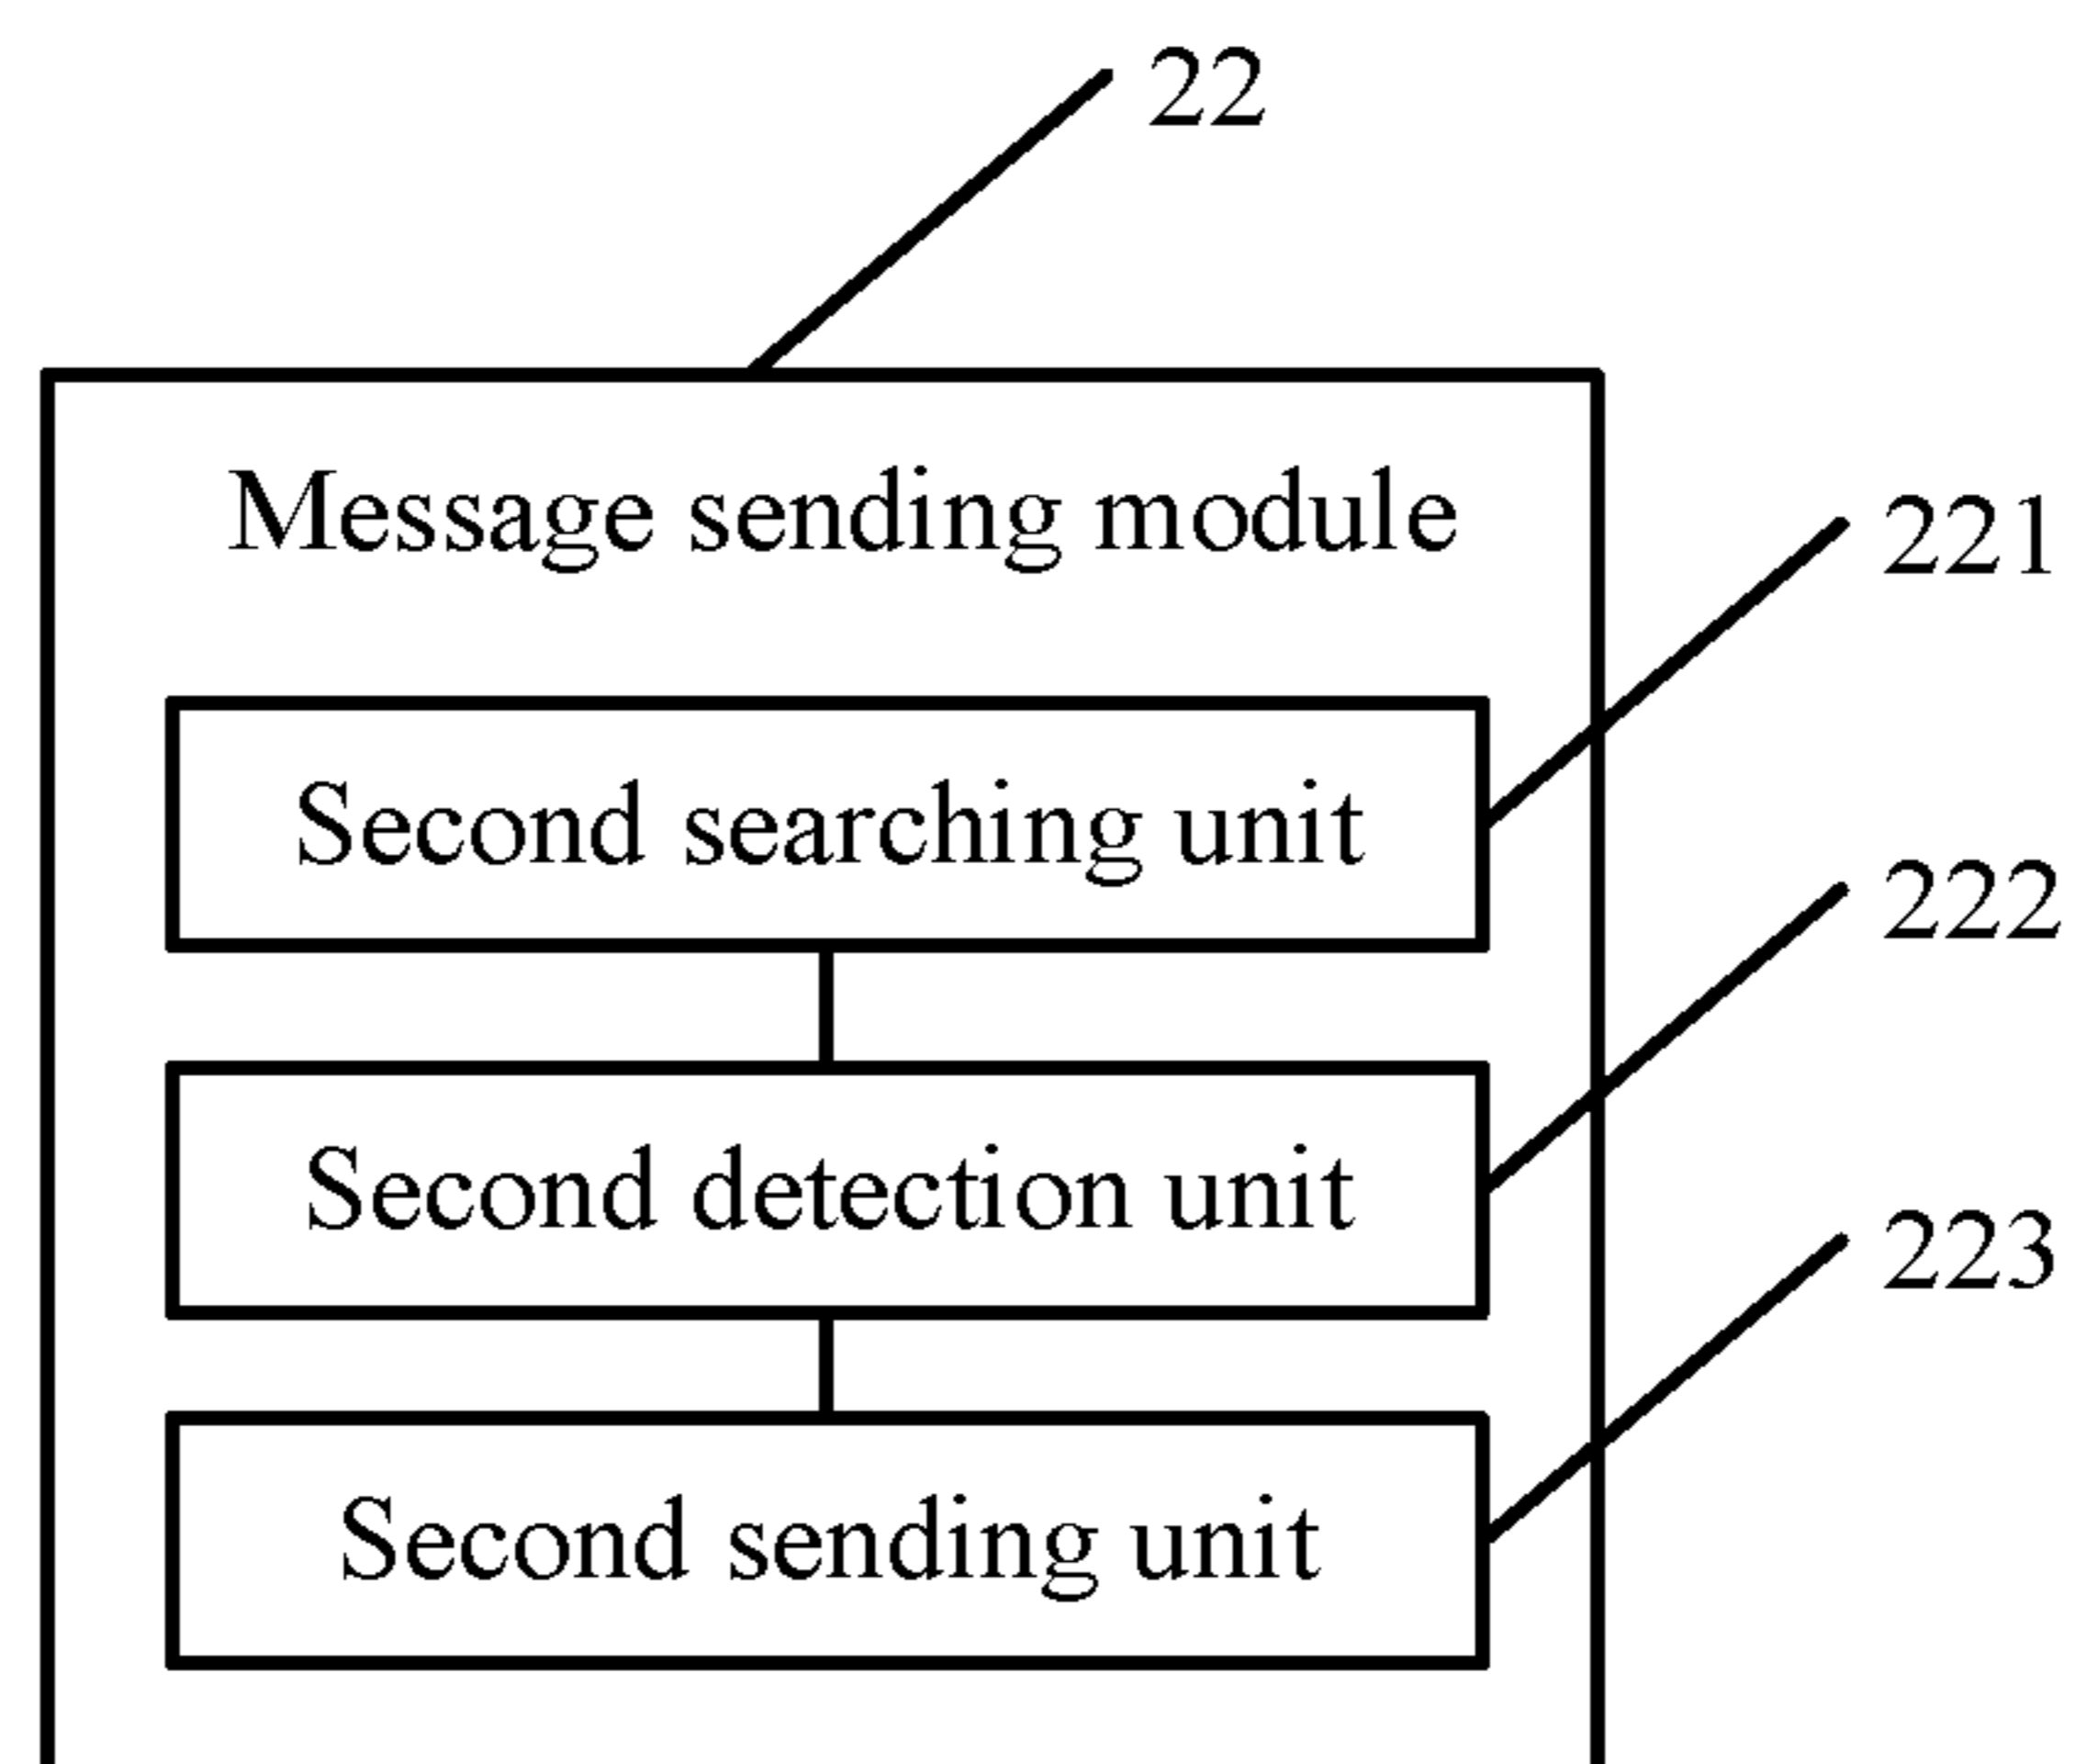 22
Message sending module
221
Second searching unit
222
Second detection unit
223
Second sending unit